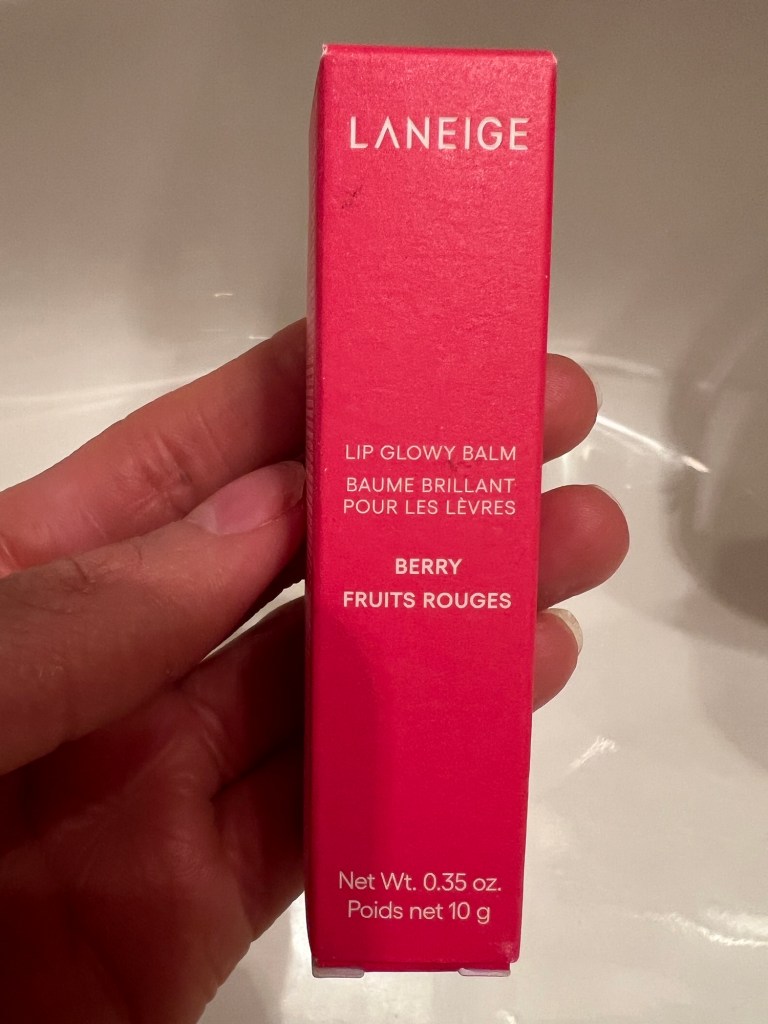 LANEIGE
LIP GLOWY BALM
BAUME BRILLANT
POUR LES LÈVRES
BERRY
FRUITS ROUGES
Net Wt. 0.35 oz.
Poids net 10 g